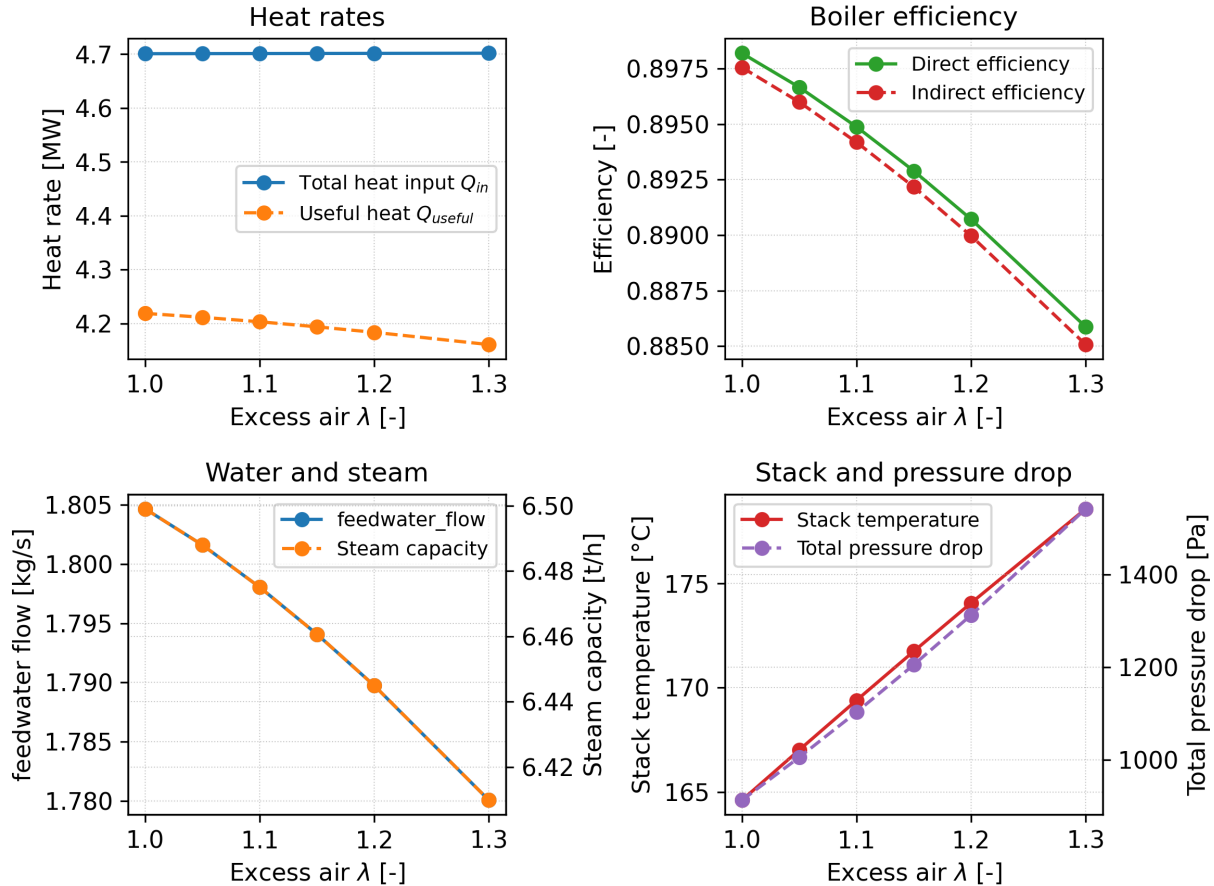 Heat rates
4.7
4.6
4.5
4.4
4.3
4.2
Heat rate [MW]
Total heat input Q_in
Useful heat Q_useful
1.0 1.1 1.2 1.3
Excess air λ [-]
Boiler efficiency
0.8975
0.8950
0.8925
0.8900
0.8875
0.8850
Efficiency [-]
Direct efficiency
Indirect efficiency
1.0 1.1 1.2 1.3
Excess air λ [-]
Water and steam
1.805
1.800
1.795
1.790
1.785
1.780
feedwater flow [kg/s]
feedwater_flow
Steam capacity
6.50
6.48
6.46
6.44
6.42
Steam capacity [t/h]
1.0 1.1 1.2 1.3
Excess air λ [-]
Stack and pressure drop
175
170
165
Stack temperature [°C]
Stack temperature
Total pressure drop
1400
1200
1000
Total pressure drop [Pa]
1.0 1.1 1.2 1.3
Excess air λ [-]